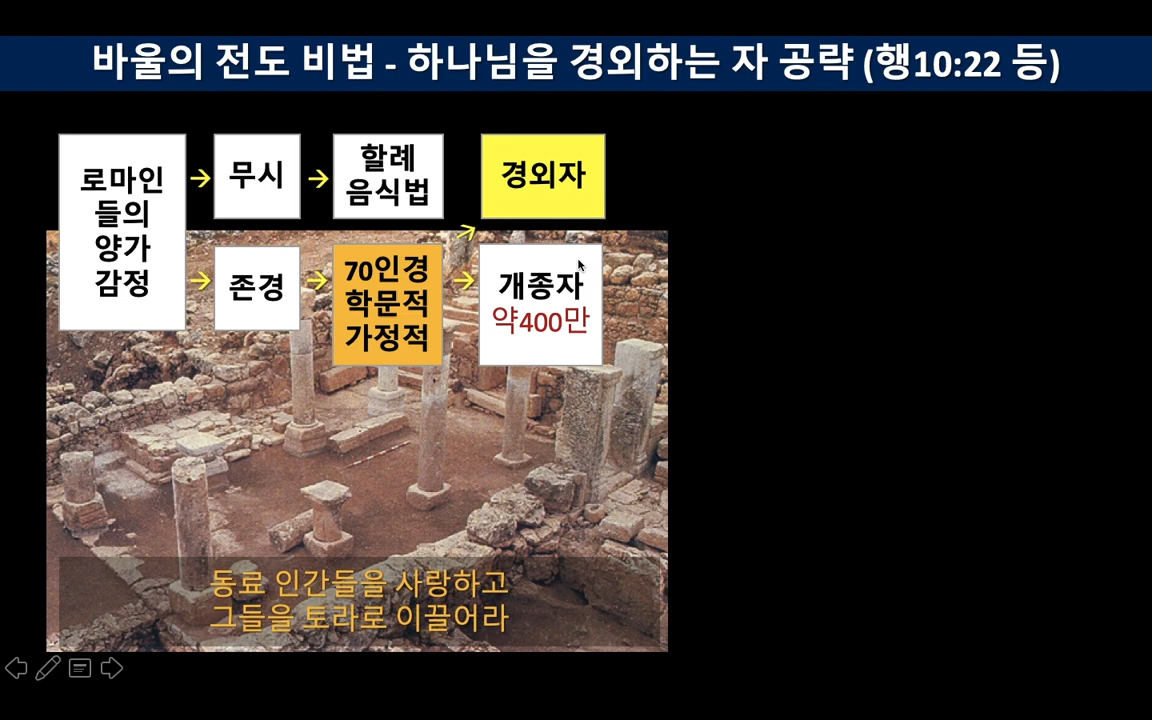 바울의 전도 비법 - 하나님을 경외하는 자 공략 (행10:22 등)
로마인
들의
양가
감정
무시
할례
음식법
경외자
존경
70인경
학문적
가정적
개종자
약400만
동료 인간들을 사랑하고
그들을 토라로 이끌어라